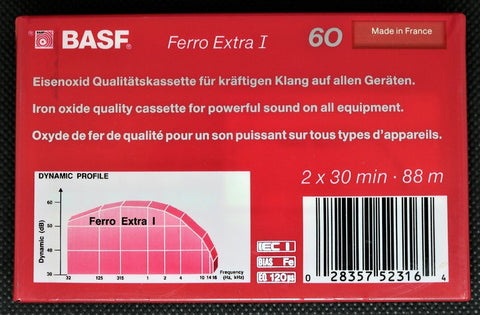 BASF Ferro Extra I 60 Made in France
Eisenoxid Qualitätskassette für kräftigen Klang auf allen Geräten.
Iron oxide quality cassette for powerful sound on all equipment.
Oxyde de fer de qualité pour un son puissant sur tous types d'appareils.
DYNAMIC PROFILE
2 x 30 min · 88 m
Dynamic (dB)
60
50
40
30
Ferro Extra I
32 125 315 1 2 4 10 14 18
Frequency
(Hz, kHz)
IEC I
BIAS Fe
EQ 120µs
0 28357 52316 4